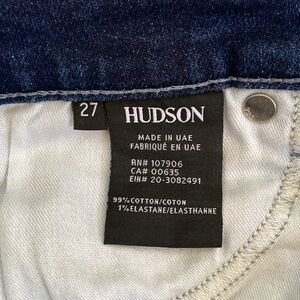 27
HUDSON
MADE IN UAE
FABRIQUÉ EN UAE
RN# 107906
CA# 00635
EIN# 20-3082491
99% COTTON/COTON
1% ELASTANE/ELASTHANNE